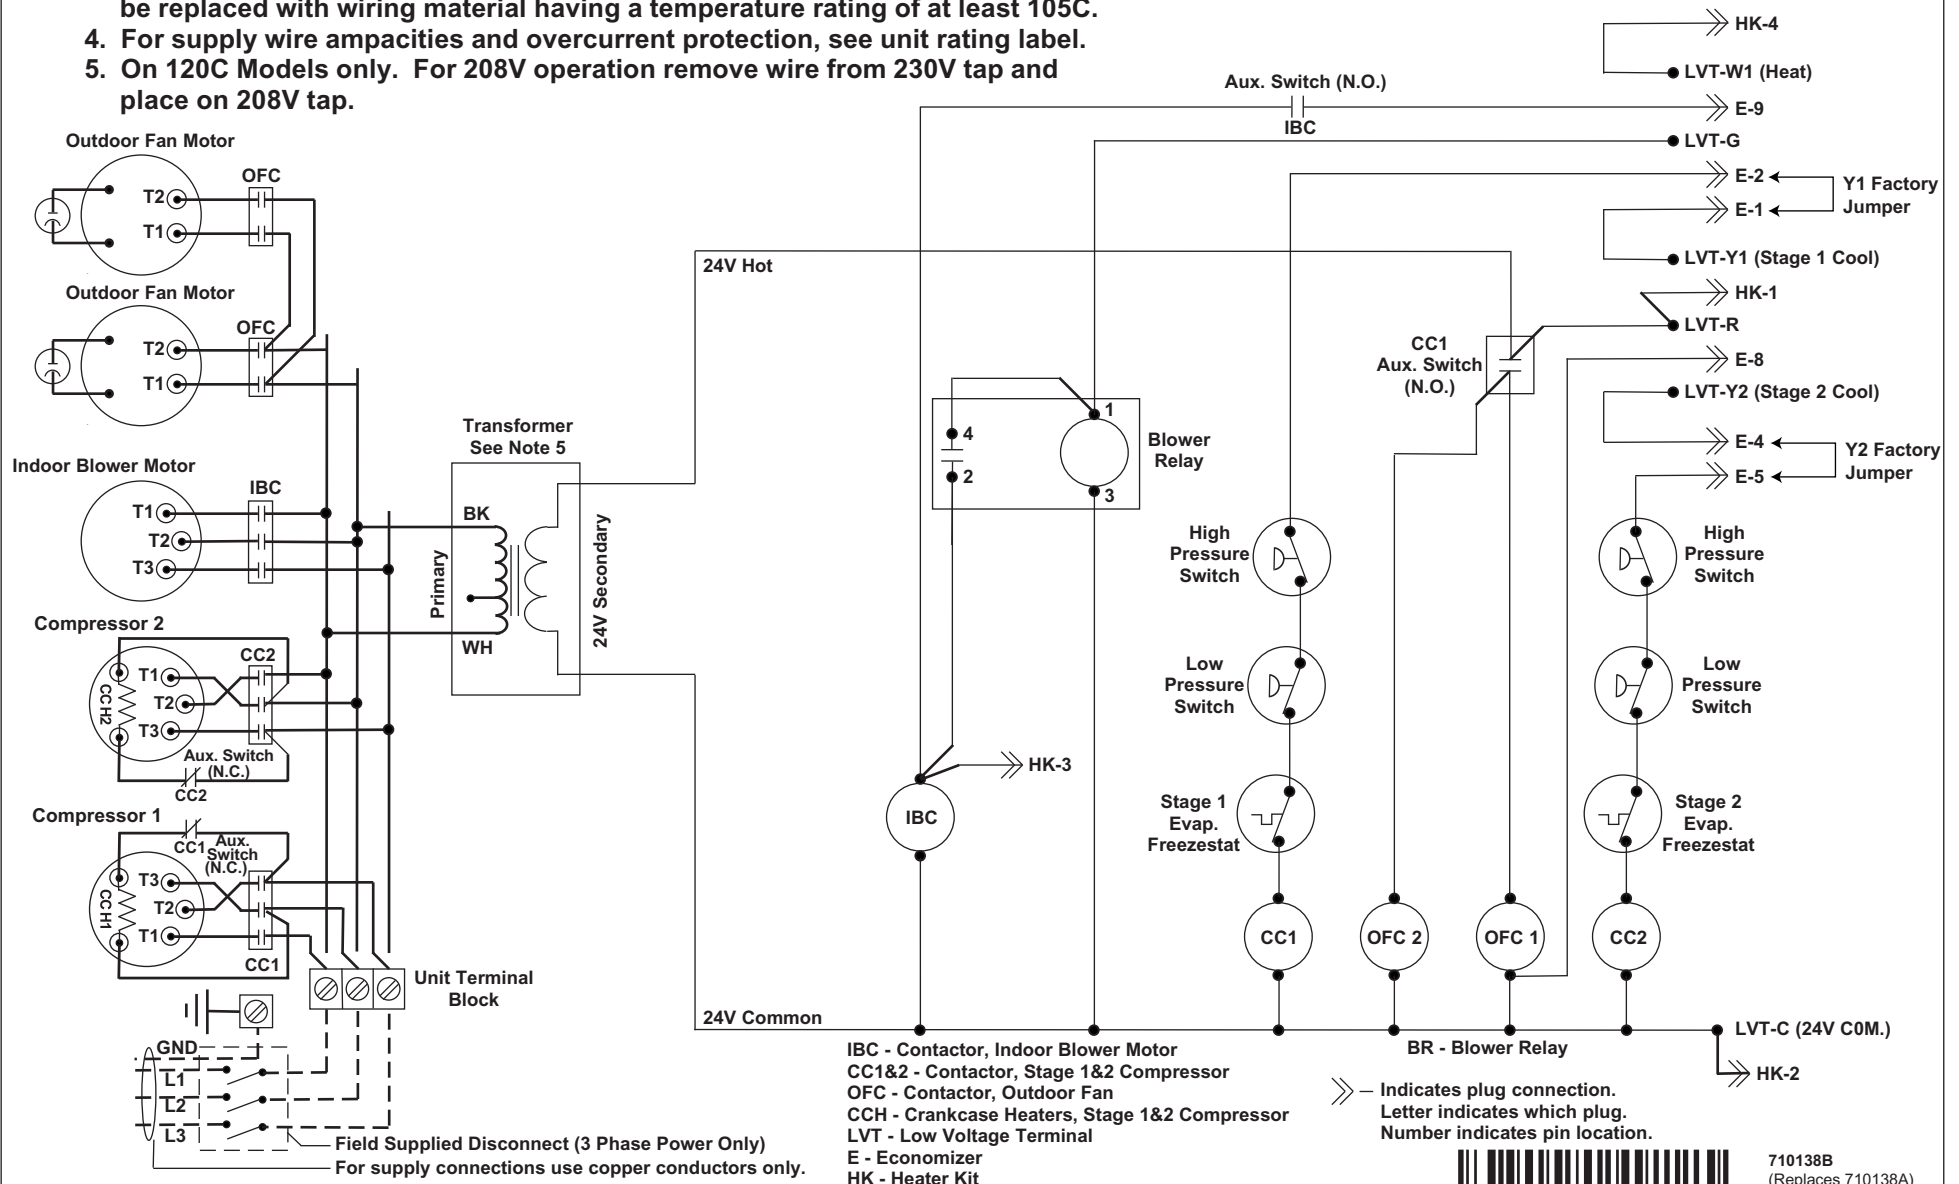 be replaced with wiring material having a temperature rating of at least 105C.
4. For supply wire ampacities and overcurrent protection, see unit rating label.
5. On 120C Models only. For 208V operation remove wire from 230V tap and
place on 208V tap.
HK-4
LVT-W1 (Heat)
Aux. Switch (N.O.)
IBC
E-9
LVT-G
E-2
E-1
Y1 Factory
Jumper
LVT-Y1 (Stage 1 Cool)
HK-1
LVT-R
E-8
LVT-Y2 (Stage 2 Cool)
E-4
E-5
Y2 Factory
Jumper
Outdoor Fan Motor
OFC
T2
T1
Outdoor Fan Motor
OFC
T2
T1
Indoor Blower Motor
IBC
T1
T2
T3
Compressor 2
CC2
T1
T2
T3
CCH2
Aux. Switch
(N.C.)
CC2
Compressor 1
CC1
Aux.
Switch
(N.C.)
T3
T2
T1
CCH1
CC1
Unit Terminal
Block
GND
L1
L2
L3
Field Supplied Disconnect (3 Phase Power Only)
For supply connections use copper conductors only.
Transformer
See Note 5
BK
Primary
WH
24V Secondary
24V Hot
24V Common
CC1
Aux. Switch
(N.O.)
1
4
2
3
Blower
Relay
HK-3
IBC
High
Pressure
Switch
Low
Pressure
Switch
Stage 1
Evap.
Freezestat
CC1
OFC 2
OFC 1
CC2
High
Pressure
Switch
Low
Pressure
Switch
Stage 2
Evap.
Freezestat
LVT-C (24V C0M.)
HK-2
IBC - Contactor, Indoor Blower Motor
CC1&2 - Contactor, Stage 1&2 Compressor
OFC - Contactor, Outdoor Fan
CCH - Crankcase Heaters, Stage 1&2 Compressor
LVT - Low Voltage Terminal
E - Economizer
HK - Heater Kit
BR - Blower Relay
– Indicates plug connection.
Letter indicates which plug.
Number indicates pin location.
710138B
(Replaces 710138A)